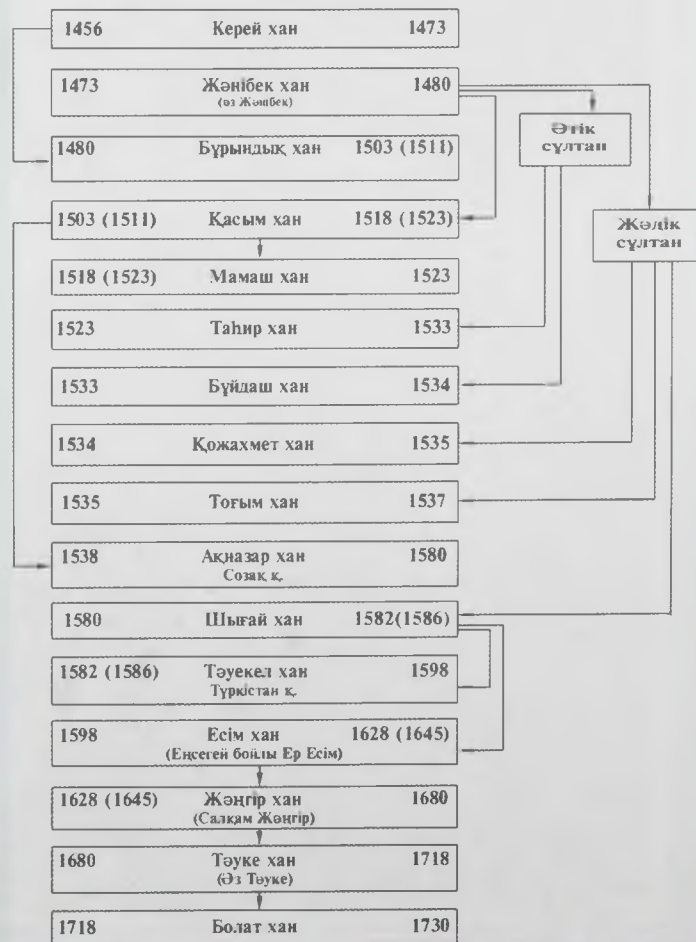 1456 Керей хан 1473
1473 Жәнібек хан 1480
(әз Жәнібек)
Әтік
сұлтан
1480 Бұрындық хан 1503 (1511)
1503 (1511) Қасым хан 1518 (1523)
Жәдік
сұлтан
1518 (1523) Мамаш хан 1523
1523 Таһир хан 1533
1533 Бұйдаш хан 1534
1534 Қожахмет хан 1535
1535 Тоғым хан 1537
1538 Ақназар хан 1580
Созақ қ.
1580 Шығай хан 1582(1586)
1582 (1586) Тәуекел хан 1598
Түркістан қ.
1598 Есім хан 1628 (1645)
(Еңсегей бойлы Ер Есім)
1628 (1645) Жәңгір хан 1680
(Салқам Жәңгір)
1680 Тәуке хан 1718
(Әз Тәуке)
1718 Болат хан 1730